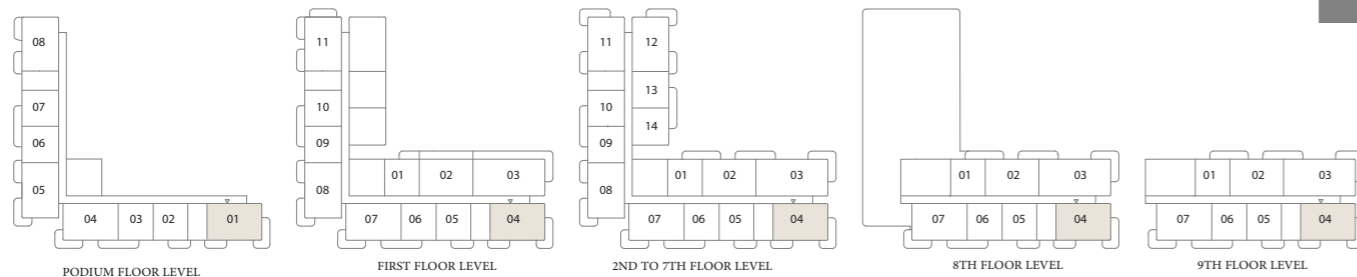 08
07
06
05
04 03 02 01
PODIUM FLOOR LEVEL
11
10
09
08
01 02 03
07 06 05 04
FIRST FLOOR LEVEL
11 12
10 13
09 14
08
01 02 03
07 06 05 04
2ND TO 7TH FLOOR LEVEL
01 02 03
07 06 05 04
8TH FLOOR LEVEL
01 02 03
07 06 05 04
9TH FLOOR LEVEL